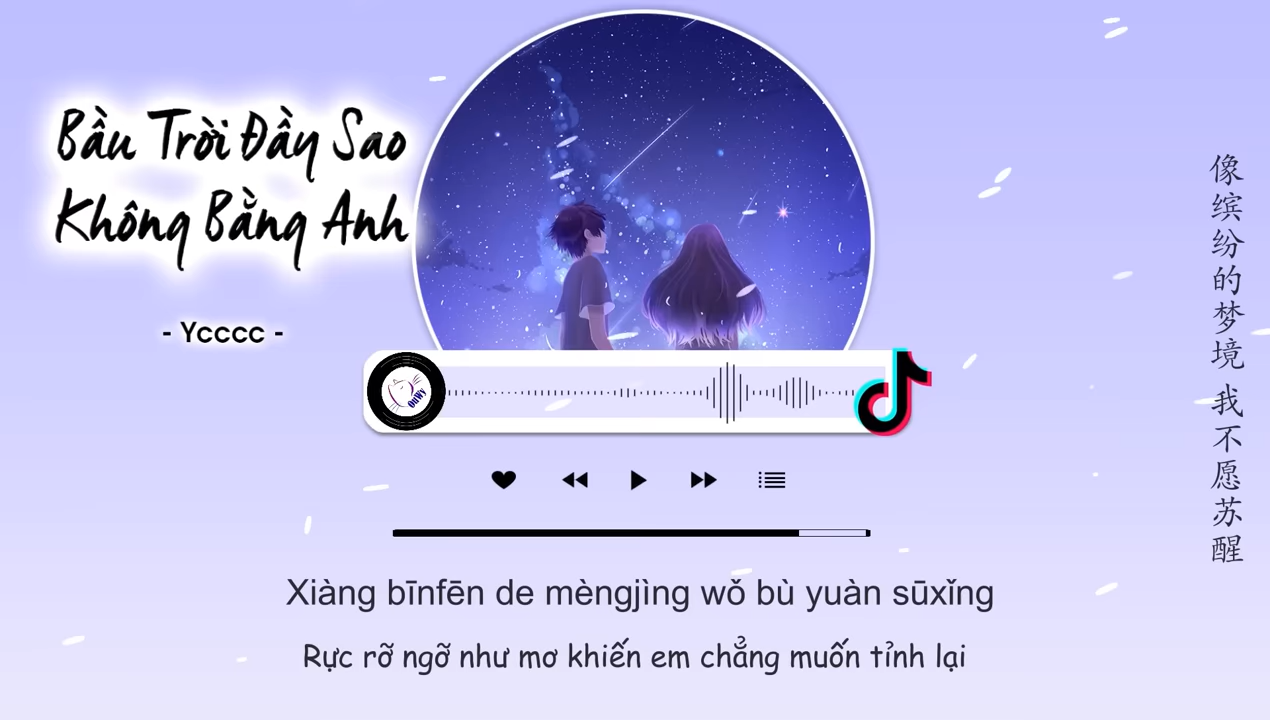 Bầu Trời Đầy Sao
Không Bằng Anh
- Ycccc -
OuWy
像缤纷的梦境 我不愿苏醒
Xiàng bīnfēn de mèngjìng wǒ bù yuàn sūxǐng
Rực rỡ ngỡ như mơ khiến em chẳng muốn tỉnh lại